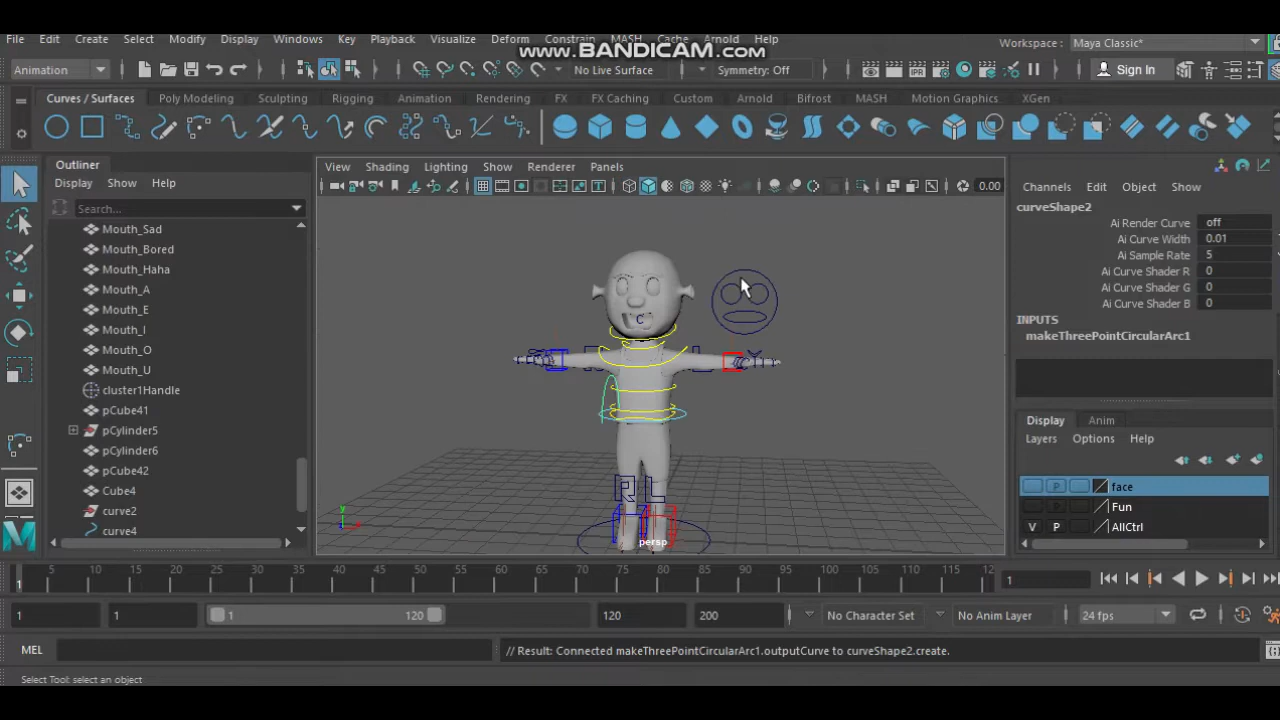 File Edit Create Select Modify Display Windows Key Playback Visualize Deform Constrain MASH Cache Arnold Help
www.BANDICAM.com
Workspace : Maya Classic*
Animation
No Live Surface
Symmetry: Off
Sign In
Curves / Surfaces Poly Modeling Sculpting Rigging Animation Rendering FX FX Caching Custom Arnold Bifrost MASH Motion Graphics XGen
Outliner
Display Show Help
Search...
Mouth_Sad
Mouth_Bored
Mouth_Haha
Mouth_A
Mouth_E
Mouth_I
Mouth_O
Mouth_U
cluster1Handle
pCube41
pCylinder5
pCylinder6
pCube42
Cube4
curve2
curve4
View Shading Lighting Show Renderer Panels
0.00
C
R L
persp
Channels Edit Object Show
curveShape2
Ai Render Curve off
Ai Curve Width 0.01
Ai Sample Rate 5
Ai Curve Shader R 0
Ai Curve Shader G 0
Ai Curve Shader B 0
INPUTS
makeThreePointCircularArc1
Display Anim
Layers Options Help
P face
Fun
V P AllCtrl
1 5 10 15 20 25 30 35 40 45 50 55 60 65 70 75 80 85 90 95 100 105 110 115 12
1
1 1 1 120 120 200 No Character Set No Anim Layer 24 fps
MEL // Result: Connected makeThreePointCircularArc1.outputCurve to curveShape2.create.
Select Tool: select an object